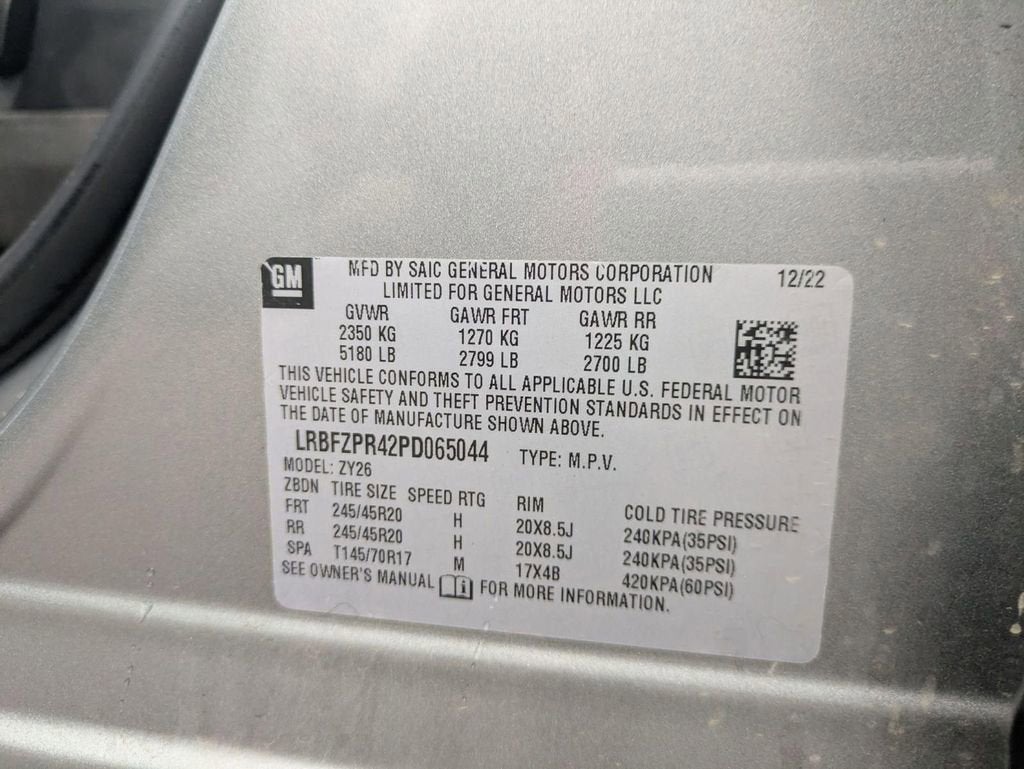 GM
MFD BY SAIC GENERAL MOTORS CORPORATION 12/22
LIMITED FOR GENERAL MOTORS LLC
GVWR GAWR FRT GAWR RR
2350 KG 1270 KG 1225 KG
5180 LB 2799 LB 2700 LB
THIS VEHICLE CONFORMS TO ALL APPLICABLE U.S. FEDERAL MOTOR
VEHICLE SAFETY AND THEFT PREVENTION STANDARDS IN EFFECT ON
THE DATE OF MANUFACTURE SHOWN ABOVE.
LRBFZPR42PD065044 TYPE: M.P.V.
MODEL: ZY26
ZBDN TIRE SIZE SPEED RTG RIM COLD TIRE PRESSURE
FRT 245/45R20 H 20X8.5J 240KPA(35PSI)
RR 245/45R20 H 20X8.5J 240KPA(35PSI)
SPA T145/70R17 M 17X4B 420KPA(60PSI)
SEE OWNER'S MANUAL FOR MORE INFORMATION.